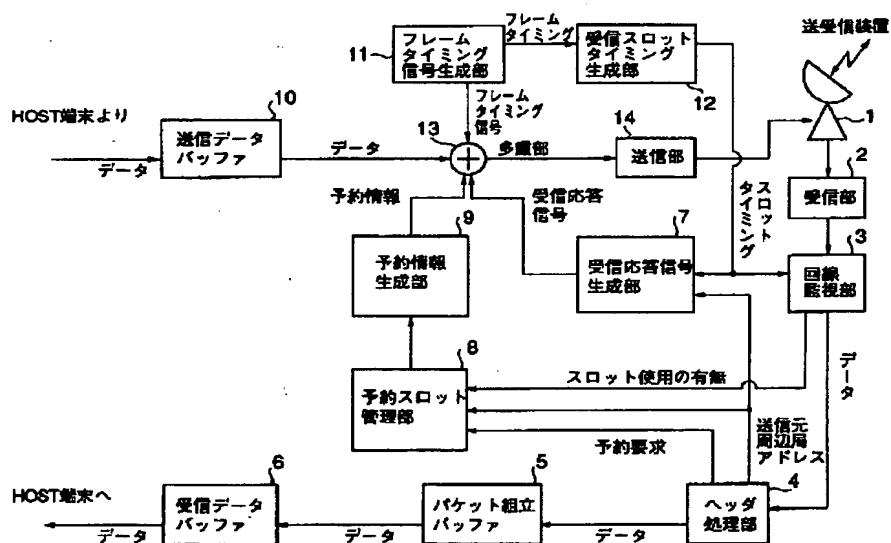 フレーム
タイミング
送受信装置
11
フレーム
タイミング
信号生成部
受信スロット
タイミング
生成部
12
1
HOST端末より
10
送信データ
バッファ
フレーム
タイミング
信号
13
14
データ
データ
多重部
送信部
2
受信部
予約情報
受信応答
信号
スロット
タイミング
9
7
3
予約情報
生成部
受信応答信号
生成部
回線
監視部
8
予約スロット
管理部
スロット使用の有無
データ
予約要求
送信元
周辺局
アドレス
HOST端末へ
6
受信データ
バッファ
5
パケット組立
バッファ
4
ヘッダ
処理部
データ
データ
データ